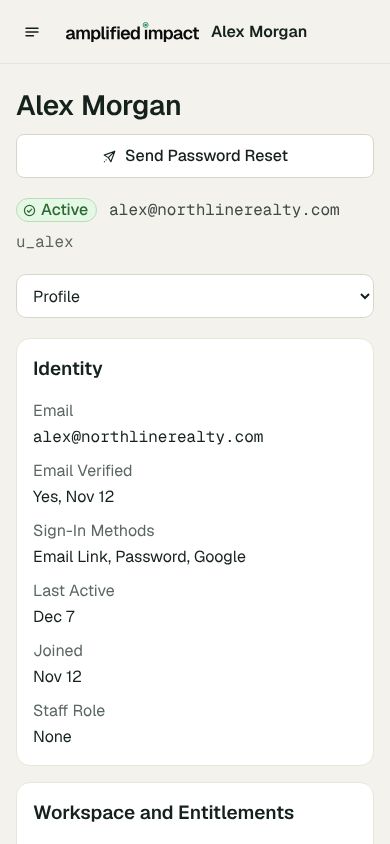 amplified impact Alex Morgan
Alex Morgan
Send Password Reset
Active alex@northlinerealty.com
u_alex
Profile
Identity
Email
alex@northlinerealty.com
Email Verified
Yes, Nov 12
Sign-In Methods
Email Link, Password, Google
Last Active
Dec 7
Joined
Nov 12
Staff Role
None
Workspace and Entitlements